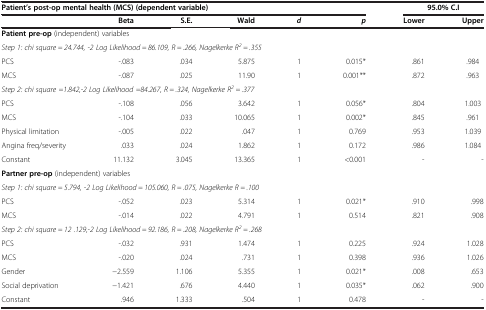 Patient's post-op mental health (MCS) (dependent variable) 95.0% C.I
Beta S.E. Wald d p Lower Upper
Patient pre-op (independent) variables
Step 1: chi square = 24.744, -2 Log Likelihood = 86.109, R = .266, Nagelkerke R² = .355
PCS -.083 .034 5.875 1 0.015* .861 .984
MCS -.087 .025 11.90 1 0.001** .872 .963
Step 2: chi square =1.842,-2 Log Likelihood =84.267, R = .324, Nagelkerke R² = .377
PCS -.108 .056 3.642 1 0.056* .804 1.003
MCS -.104 .033 10.065 1 0.002* .845 .961
Physical limitation -.005 .022 .047 1 0.769 .953 1.039
Angina freq/severity .033 .024 1.862 1 0.172 .986 1.084
Constant 11.132 3.045 13.365 1 <0.001 - -
Partner pre-op (independent) variables
Step 1: chi square = 5.794, -2 Log Likelihood = 105.060, R = .075, Nagelkerke R = .100
PCS -.052 .023 5.314 1 0.021* .910 .998
MCS -.014 .022 4.791 1 0.514 .821 .908
Step 2: chi square = 12 .129,-2 Log Likelihood = 92.186, R = .208, Nagelkerke R² = .268
PCS -.032 .931 1.474 1 0.225 .924 1.028
MCS -.020 .024 .731 1 0.398 .936 1.026
Gender −2.559 1.106 5.355 1 0.021* .008 .653
Social deprivation −1.421 .676 4.440 1 0.035* .062 .900
Constant .946 1.333 .504 1 0.478 - -